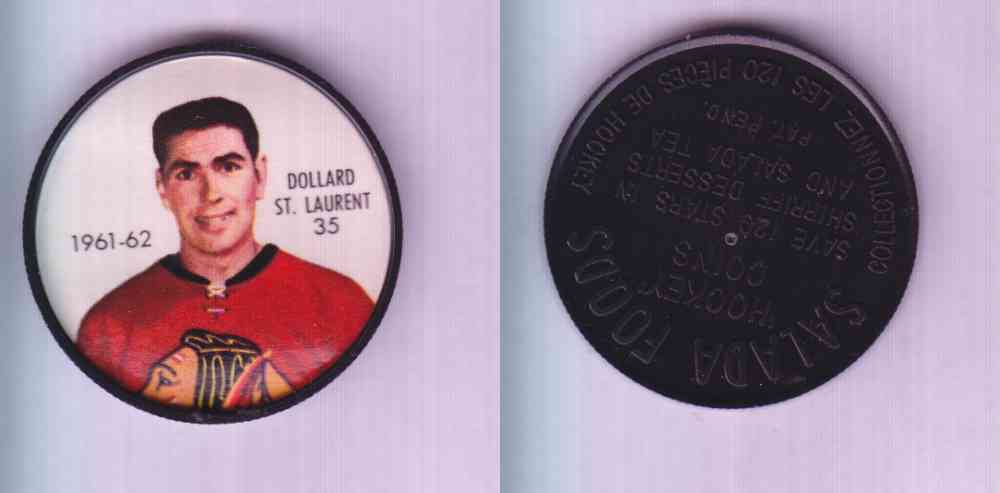 1961-62
DOLLARD
ST. LAURENT
35
SALADA FOODS
"HOCKEY"
COINS
SAVE 120 STARS IN
SHIRRIFF DESSERTS
AND SALADA TEA
PAT. PEND.
COLLECTIONNEZ LES 120 PIÈCES DE HOCKEY